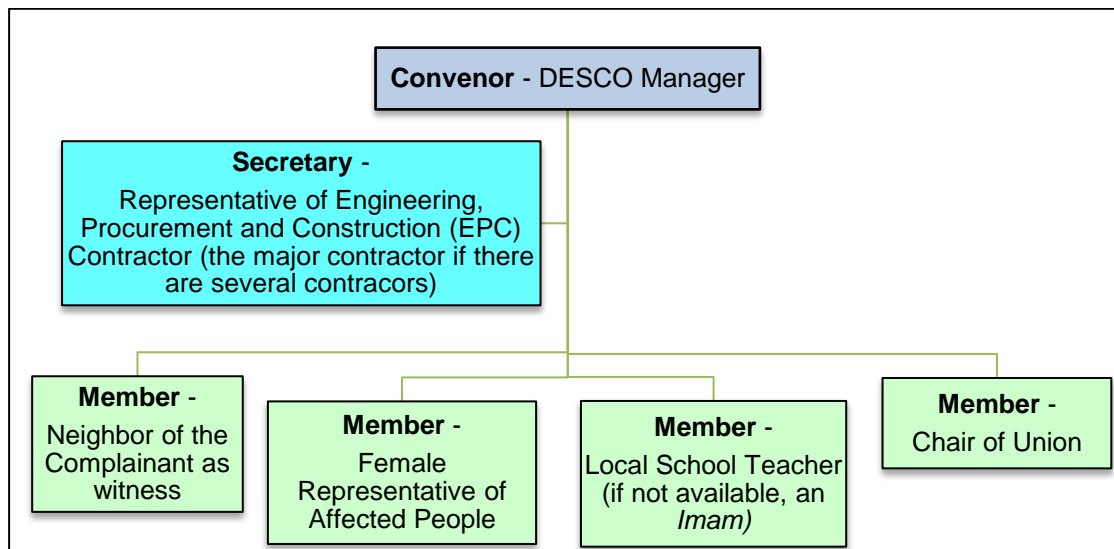 Convenor - DESCO Manager
Secretary -
Representative of Engineering,
Procurement and Construction (EPC)
Contractor (the major contractor if there
are several contracors)
Member -
Neighbor of the
Complainant as
witness
Member -
Female
Representative of
Affected People
Member -
Local School Teacher
(if not available, an
Imam)
Member -
Chair of Union